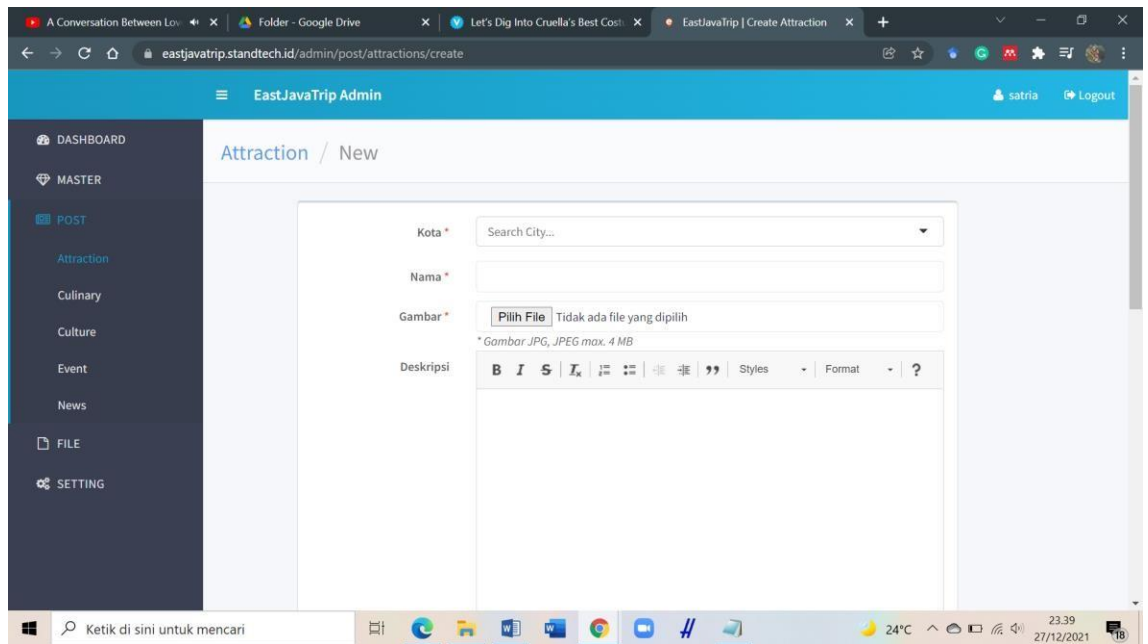 A Conversation Between Lov
Folder - Google Drive
Let's Dig Into Cruella's Best Costu
EastJavaTrip | Create Attraction
eastjavatrip.standtech.id/admin/post/attractions/create
EastJavaTrip Admin
satria
Logout
DASHBOARD
MASTER
POST
Attraction
Culinary
Culture
Event
News
FILE
SETTING
Attraction / New
Kota *
Search City...
Nama *
Gambar *
Pilih File Tidak ada file yang dipilih
* Gambar JPG, JPEG max. 4 MB
Deskripsi
B I S Ix Styles Format ?
Ketik di sini untuk mencari
24°C
23.39
27/12/2021
18